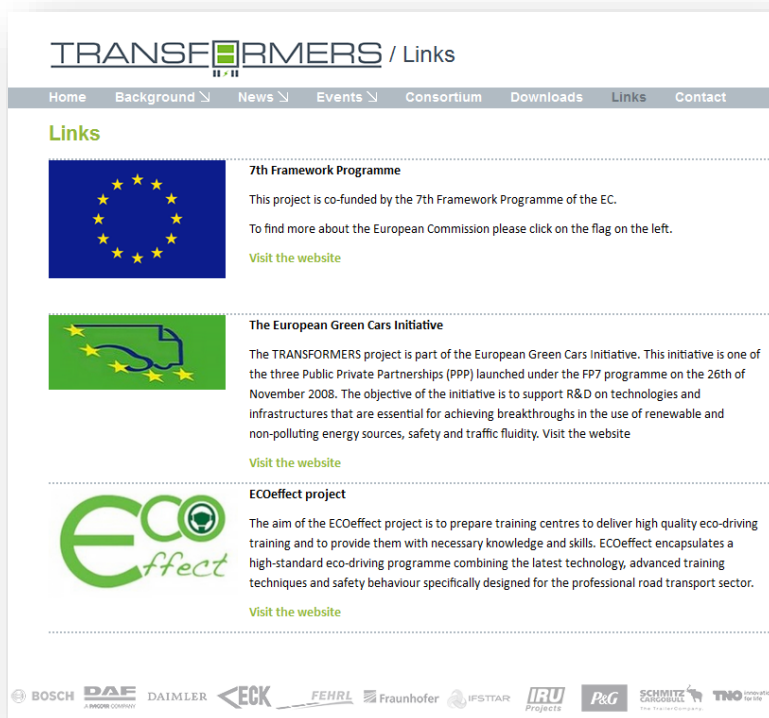 TRANSFORMERS / Links
Home Background News Events Consortium Downloads Links Contact
Links
7th Framework Programme
This project is co-funded by the 7th Framework Programme of the EC.
To find more about the European Commission please click on the flag on the left.
Visit the website
The European Green Cars Initiative
The TRANSFORMERS project is part of the European Green Cars Initiative. This initiative is one of
the three Public Private Partnerships (PPP) launched under the FP7 programme on the 26th of
November 2008. The objective of the initiative is to support R&D on technologies and
infrastructures that are essential for achieving breakthroughs in the use of renewable and
non-polluting energy sources, safety and traffic fluidity. Visit the website
Visit the website
ECO
effect
ECOeffect project
The aim of the ECOeffect project is to prepare training centres to deliver high quality eco-driving
training and to provide them with necessary knowledge and skills. ECOeffect encapsulates a
high-standard eco-driving programme combining the latest technology, advanced training
techniques and safety behaviour specifically designed for the professional road transport sector.
Visit the website
BOSCH DAF DAIMLER VECK FEHRL Fraunhofer IFSTTAR IRU P&G SCHMITZ TNO
A PACCAR COMPANY Projects CARGOBULL for life
The Trailer Company.